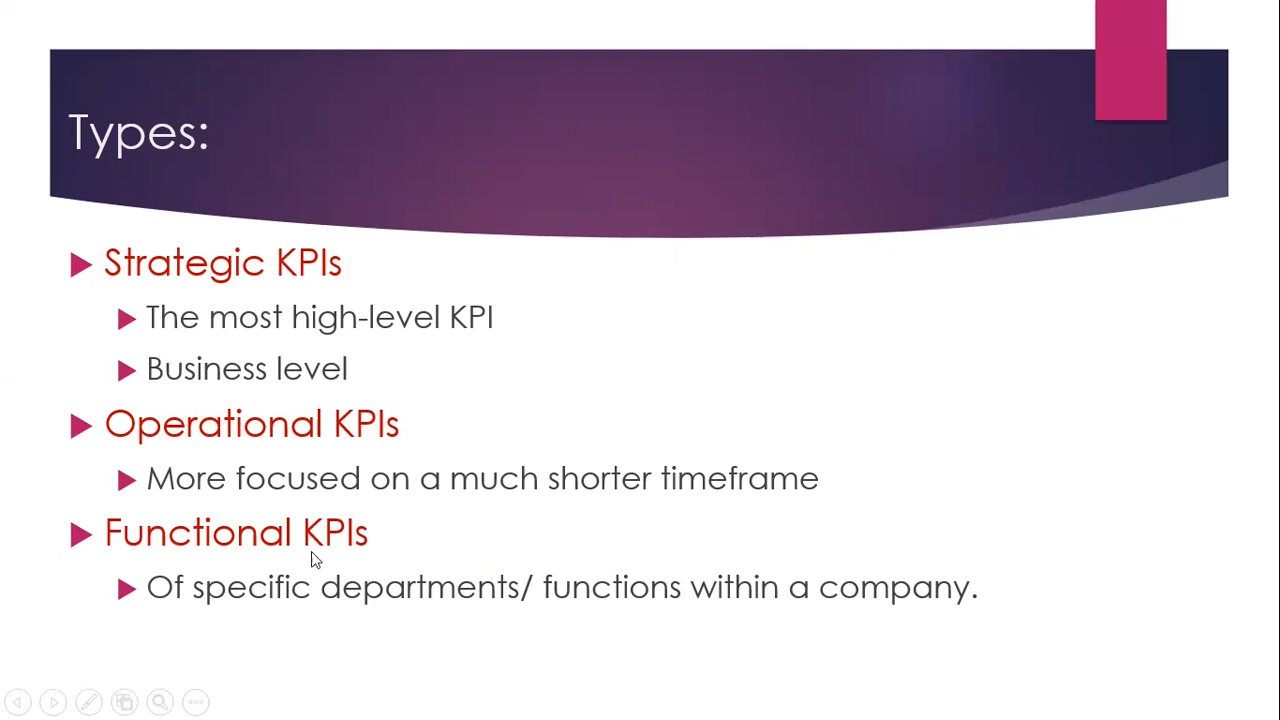 Types:
Strategic KPIs
The most high-level KPI
Business level
Operational KPIs
More focused on a much shorter timeframe
Functional KPIs
Of specific departments/ functions within a company.